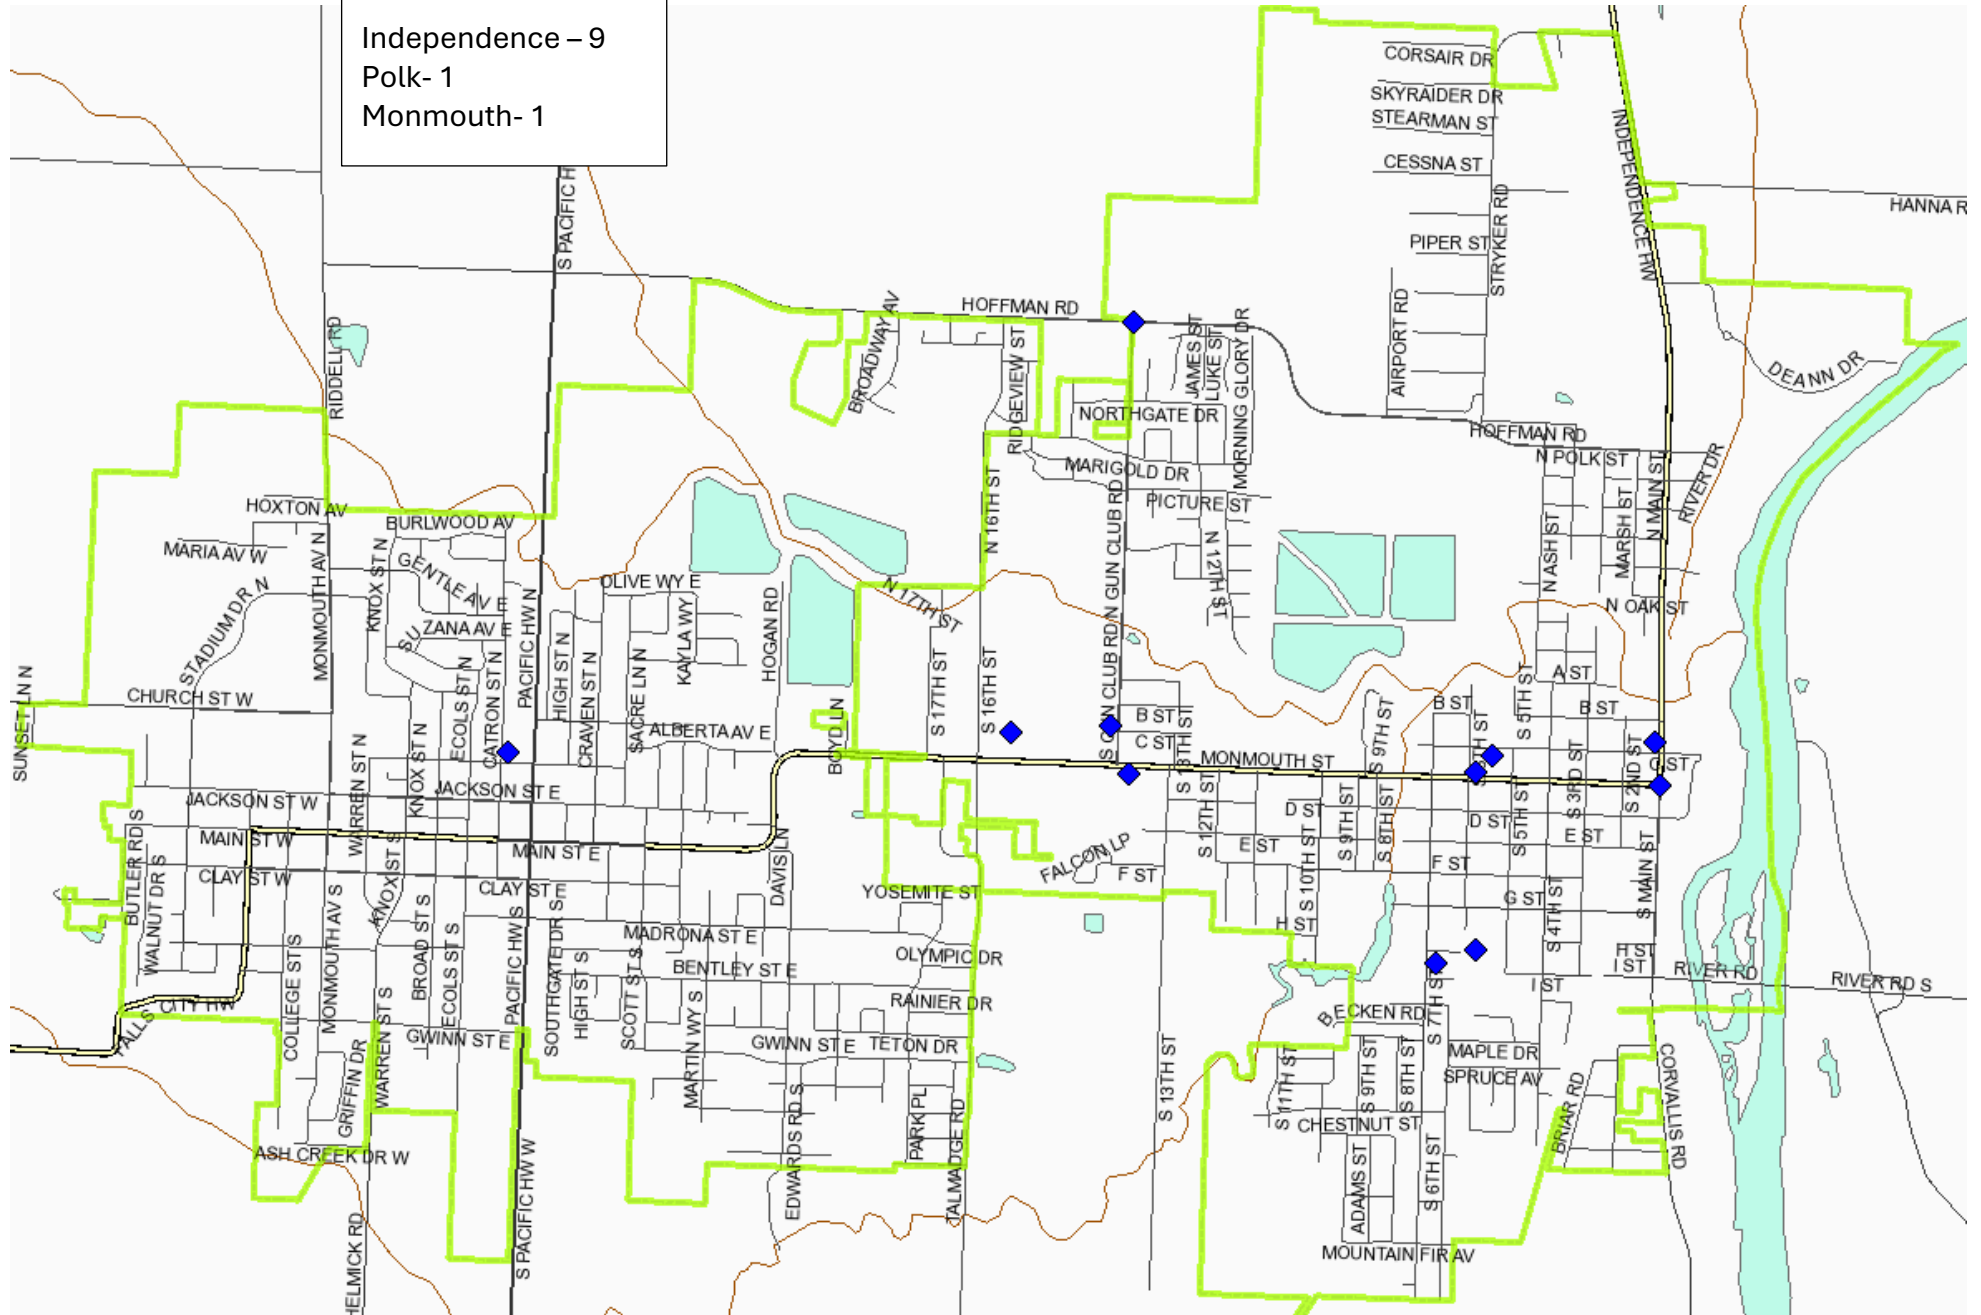 Independence – 9
Polk- 1
Monmouth- 1
CORSAIR DR
SKYRAIDER DR
STEARMAN ST
CESSNA ST
PIPER ST
STRYKER RD
INDEPENDENCE HW
HANNA R
S PACIFIC H
HOFFMAN RD
BROADWAY AV
RIDGEVIEW ST
JAMES ST
LUKE ST
MORNING GLORY DR
AIRPORT RD
DEANN DR
RIDDELL RD
NORTHGATE DR
HOFFMAN RD
N POLK ST
MARIGOLD DR
PICTURE ST
N MAIN ST
RIVER DR
MARSH ST
N ASH ST
N OAK ST
HOXTON AV
BURLWOOD AV
MARIA AV W
STADIUM DR N
MONMOUTH AV N
KNOX ST N
GENTLE AV E
SU
ZANA AV E
OLIVE WY E
PACIFIC HW N
HIGH ST N
CRAVEN ST N
SACRE LN N
KAYLA WY
HOGAN RD
N 16TH ST
N 17TH ST
N GUN CLUB RD
N 12TH ST
S 17TH ST
S 16TH ST
SUNSET LN N
CHURCH ST W
ECOLS ST N
CATRON ST N
KNOX ST N
WARREN ST N
ALBERTA AV E
BOYD LN
B ST
C ST
S 13TH ST
MONMOUTH ST
S 9TH ST
B ST
S 5TH ST
A ST
B ST
C ST
S 2ND ST
S 3RD ST
JACKSON ST W
JACKSON ST E
MAIN ST W
MAIN ST E
CLAY ST W
CLAY ST E
BUTLER RD S
WALNUT DR S
KNOX ST S
DAVIS LN
YOSEMITE ST
FALCON LP
F ST
S 12TH ST
D ST
E ST
S 10TH ST
S 9TH ST
S 8TH ST
D ST
S 5TH ST
E ST
F ST
G ST
S 4TH ST
S MAIN ST
H ST
H ST
I ST
I ST
RIVER RD
RIVER RD S
MADRONA ST E
BENTLEY ST E
OLYMPIC DR
RAINIER DR
TETON DR
GWINN ST E
GWINN ST E
FALLS CITY HW
COLLEGE ST S
MONMOUTH AV S
BROAD ST S
ECOLS ST S
PACIFIC HW S
SOUTHGATE DR S
HIGH ST S
SCOTT ST S
MARTIN WY S
GRIFFIN DR
WARREN ST S
ASH CREEK DR W
HELMICK RD
S PACIFIC HW W
EDWARDS RD S
PARK PL
TALMADGE RD
S 13TH ST
S 11TH ST
BECKEN RD
S 7TH ST
MAPLE DR
SPRUCE AV
S 9TH ST
S 8TH ST
CHESTNUT ST
ADAMS ST
S 6TH ST
MOUNTAIN FIR AV
BRIAR RD
CORVALLIS RD